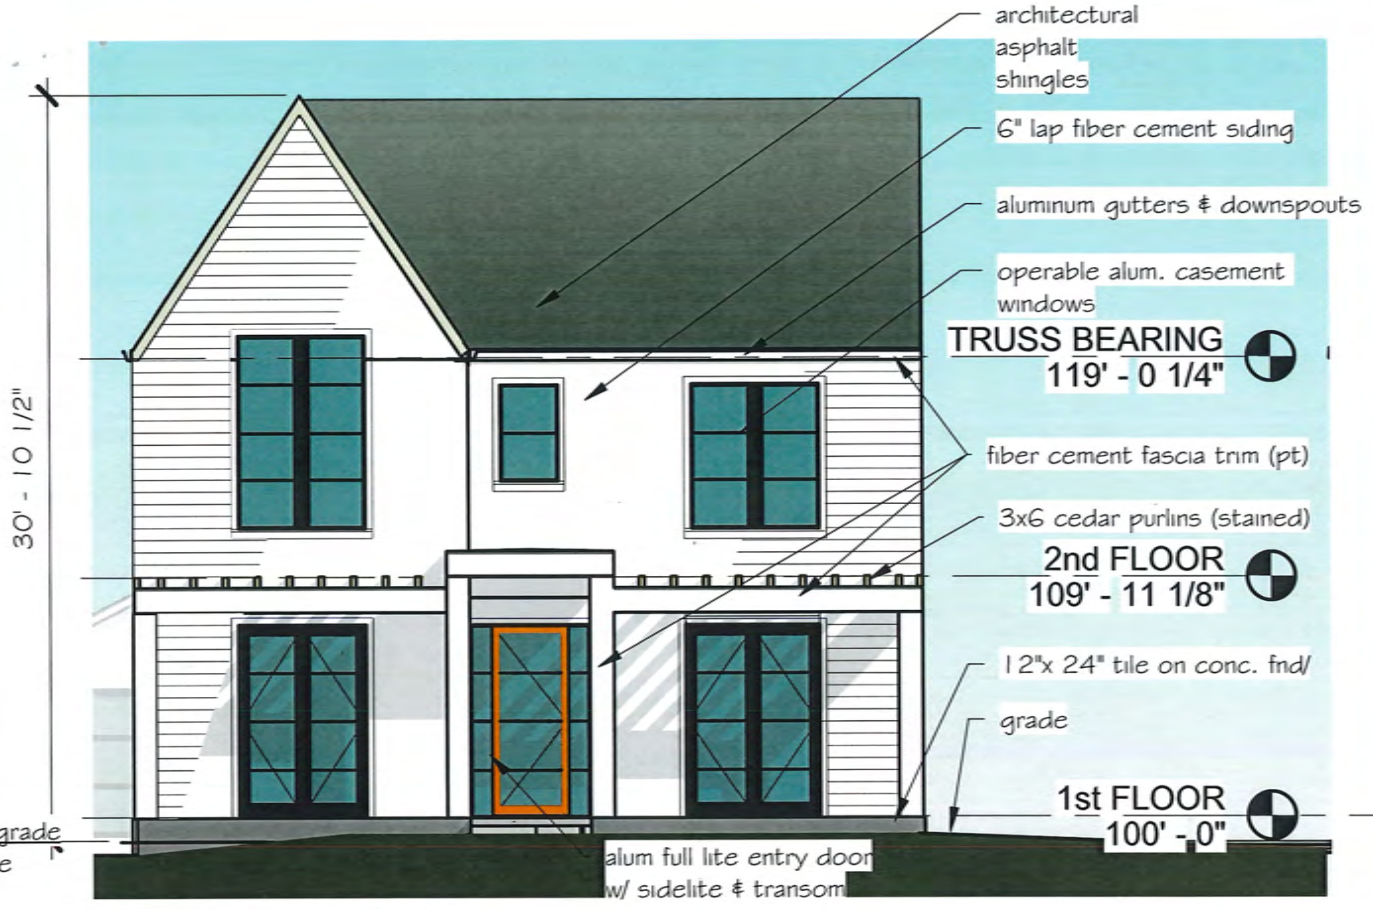 architectural
asphalt
shingles
6" lap fiber cement siding
aluminum gutters & downspouts
operable alum. casement
windows
TRUSS BEARING
119' - 0 1/4"
30' - 10 1/2"
fiber cement fascia trim (pt)
3x6 cedar purlins (stained)
2nd FLOOR
109' - 11 1/8"
12"x 24" tile on conc. fnd/
grade
1st FLOOR
100' - 0"
grade
alum full lite entry door
w/ sidelite & transom